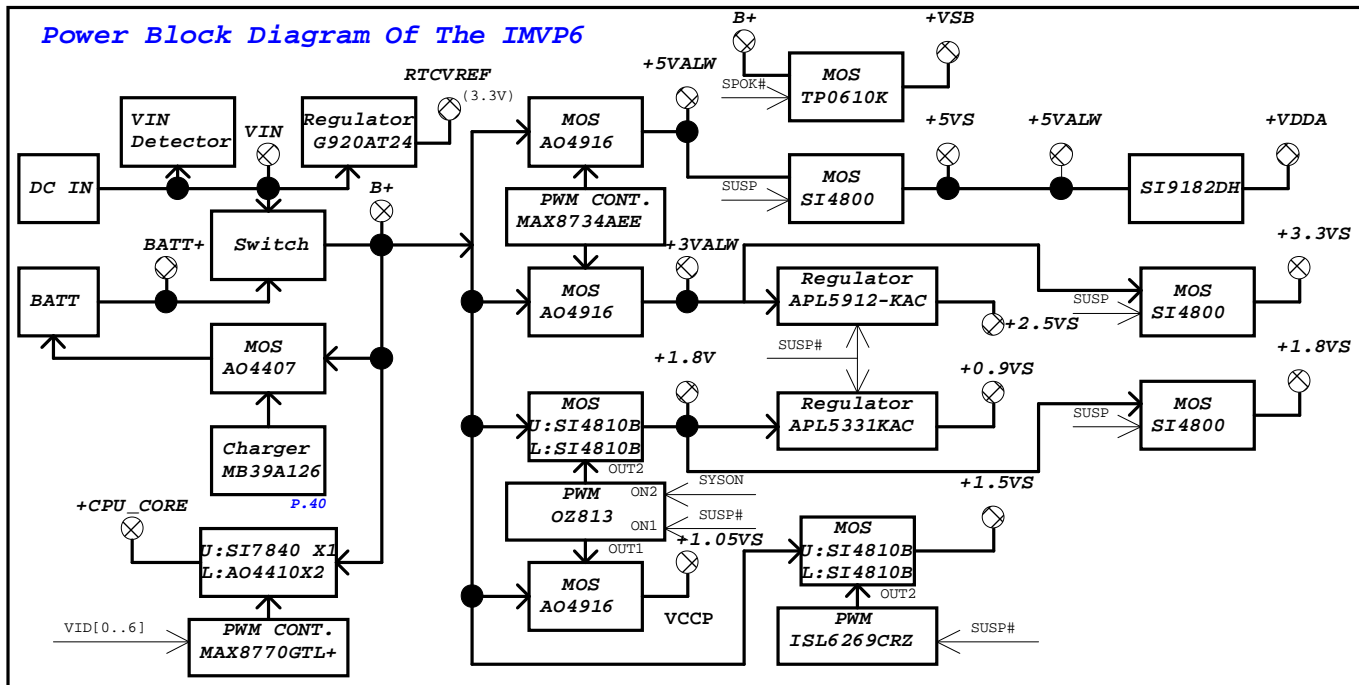 Power Block Diagram Of The IMVP6
B+
+VSB
RTCVREF
(3.3V)
+5VALW
SPOK#
MOS
TP0610K
VIN
Detector
VIN
Regulator
G920AT24
MOS
AO4916
+5VS
+5VALW
+VDDA
DC IN
B+
SUSP
MOS
SI4800
SI9182DH
PWM CONT.
MAX8734AEE
BATT+
Switch
+3VALW
+3.3VS
BATT
MOS
AO4916
Regulator
APL5912-KAC
SUSP
MOS
SI4800
+2.5VS
MOS
AO4407
SUSP#
+1.8V
+0.9VS
+1.8VS
MOS
U:SI4810B
L:SI4810B
Regulator
APL5331KAC
SUSP
MOS
SI4800
Charger
MB39A126
P.40
OUT2
PWM
OZ813
ON2
SYSON
ON1
SUSP#
OUT1
+1.05VS
+1.5VS
+CPU_CORE
U:SI7840 X1
L:AO4410X2
MOS
AO4916
VCCP
MOS
U:SI4810B
L:SI4810B
OUT2
VID[0..6]
PWM CONT.
MAX8770GTL+
PWM
ISL6269CRZ
SUSP#